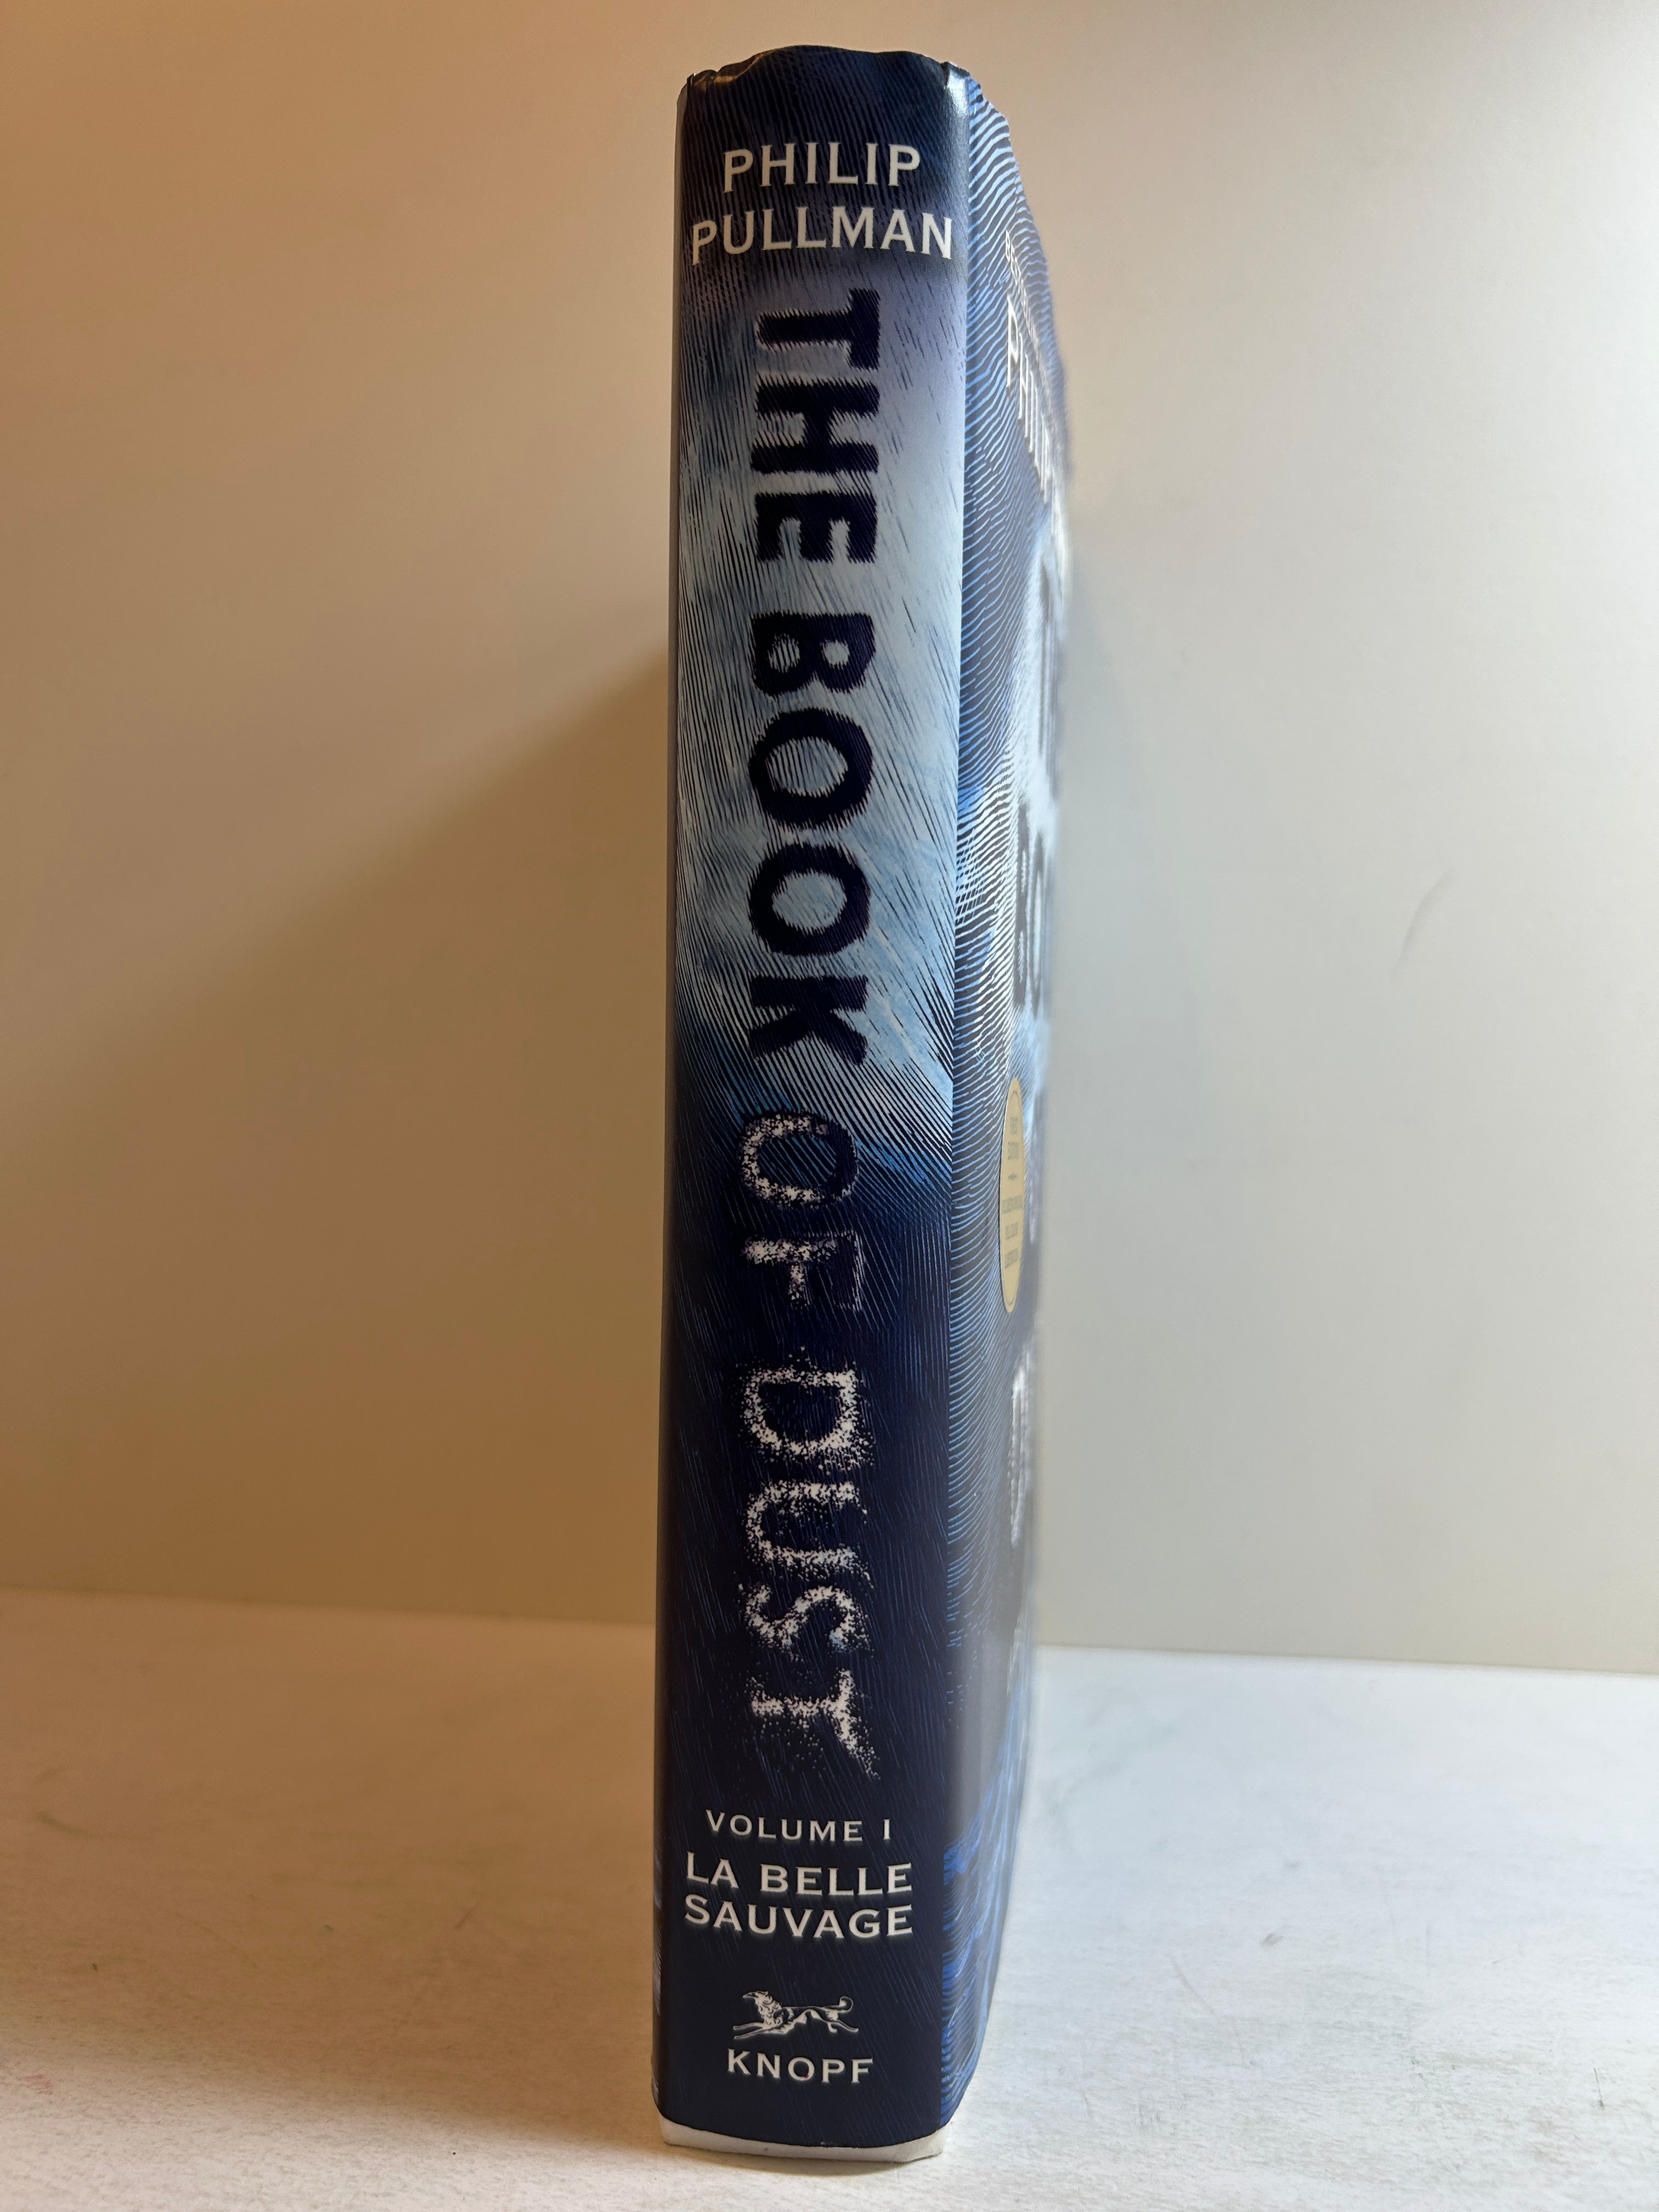 PHILIP
PULLMAN
THE BOOK OF DUST
VOLUME I
LA BELLE
SAUVAGE
KNOPF